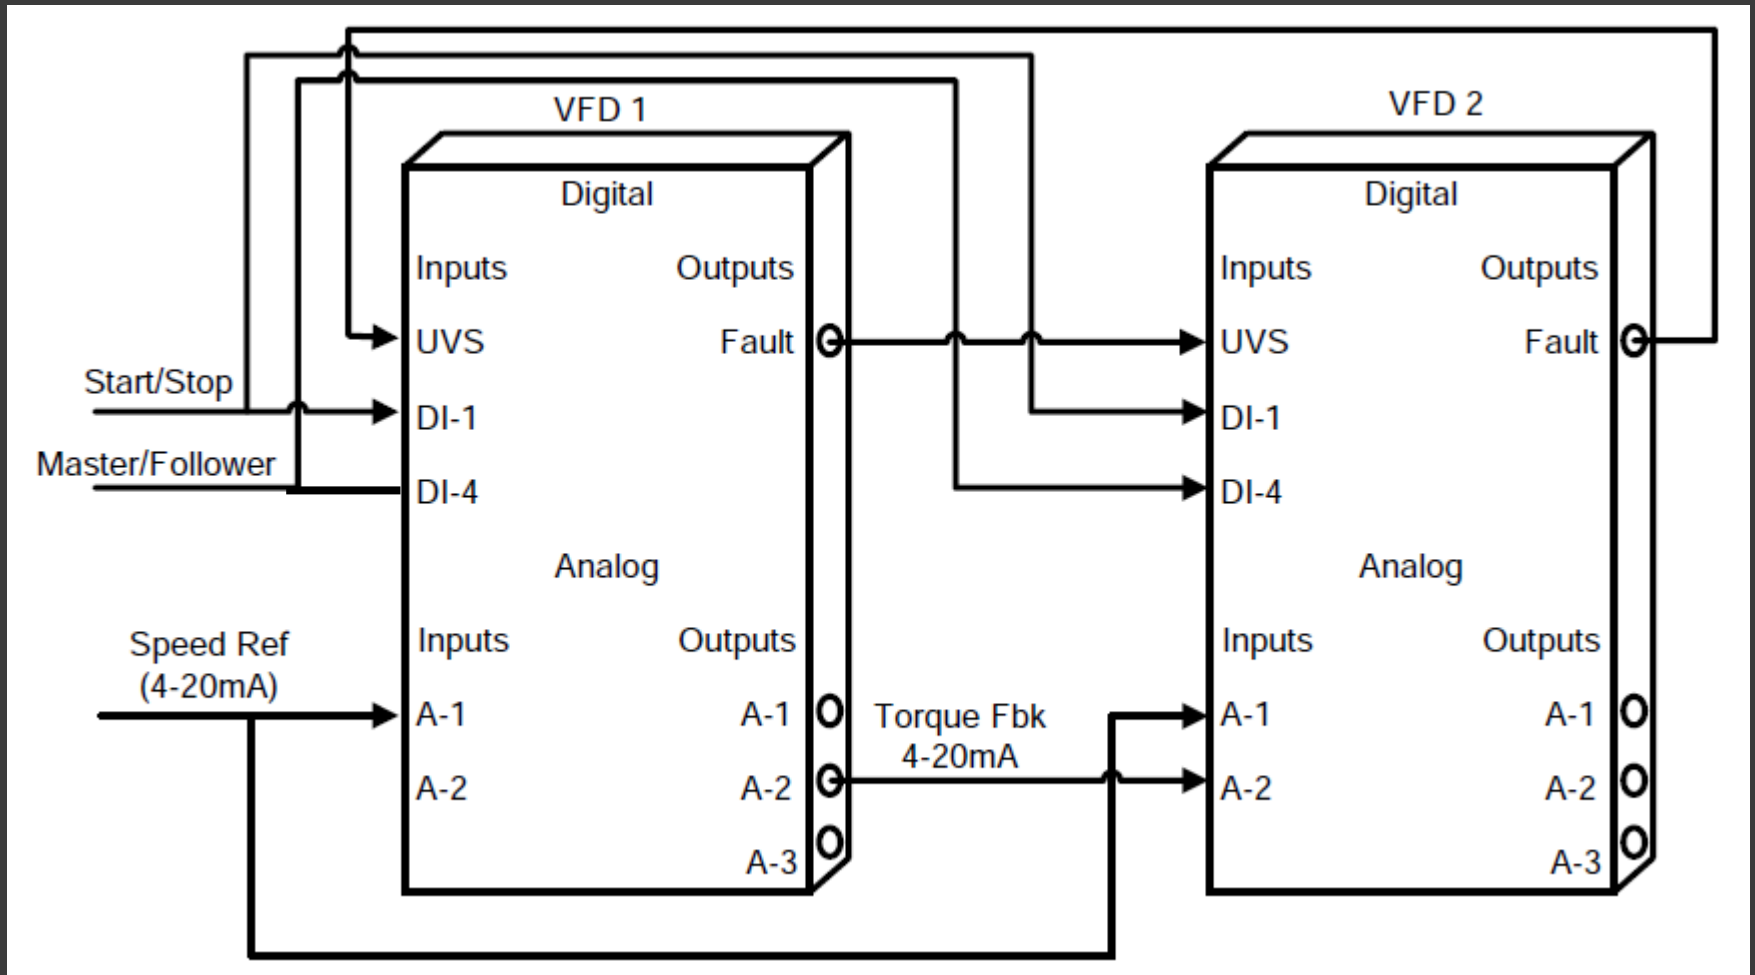 VFD 1
VFD 2
Digital
Inputs
Outputs
UVS
Fault
DI-1
DI-4
Analog
Inputs
Outputs
A-1
A-1
A-2
A-2
A-3
Start/Stop
Master/Follower
Speed Ref
(4-20mA)
Torque Fbk
4-20mA
Digital
Inputs
Outputs
UVS
Fault
DI-1
DI-4
Analog
Inputs
Outputs
A-1
A-1
A-2
A-2
A-3